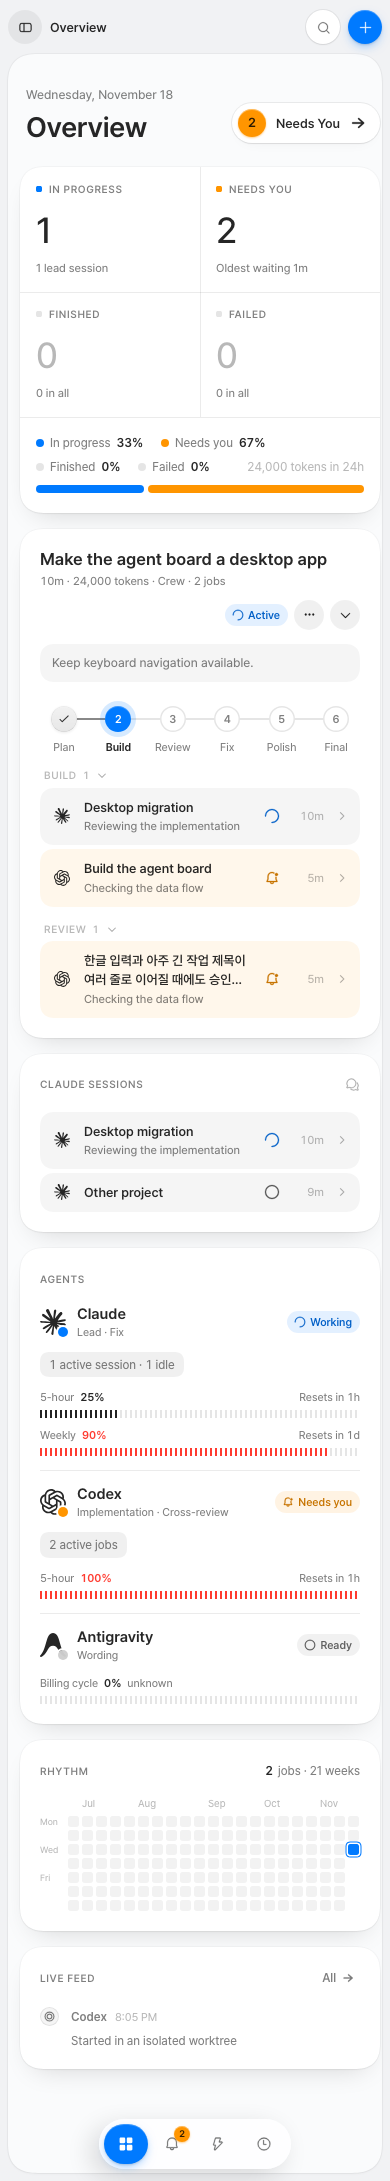 Overview
Wednesday, November 18
Overview
2 Needs You
IN PROGRESS
1
1 lead session
NEEDS YOU
2
Oldest waiting 1m
FINISHED
0
0 in all
FAILED
0
0 in all
In progress 33% Needs you 67%
Finished 0% Failed 0% 24,000 tokens in 24h
Make the agent board a desktop app
10m · 24,000 tokens · Crew · 2 jobs
Active
Keep keyboard navigation available.
2 3 4 5 6
Plan Build Review Fix Polish Final
BUILD 1
Desktop migration
Reviewing the implementation
10m
Build the agent board
Checking the data flow
5m
REVIEW 1
한글 입력과 아주 긴 작업 제목이
여러 줄로 이어질 때에도 승인...
Checking the data flow
5m
CLAUDE SESSIONS
Desktop migration
Reviewing the implementation
10m
Other project
9m
AGENTS
Claude
Lead · Fix
Working
1 active session · 1 idle
5-hour 25% Resets in 1h
Weekly 90% Resets in 1d
Codex
Implementation · Cross-review
Needs you
2 active jobs
5-hour 100% Resets in 1h
Antigravity
Wording
Ready
Billing cycle 0% unknown
RHYTHM 2 jobs · 21 weeks
Jul Aug Sep Oct Nov
Mon
Wed
Fri
LIVE FEED All
Codex 8:05 PM
Started in an isolated worktree
2